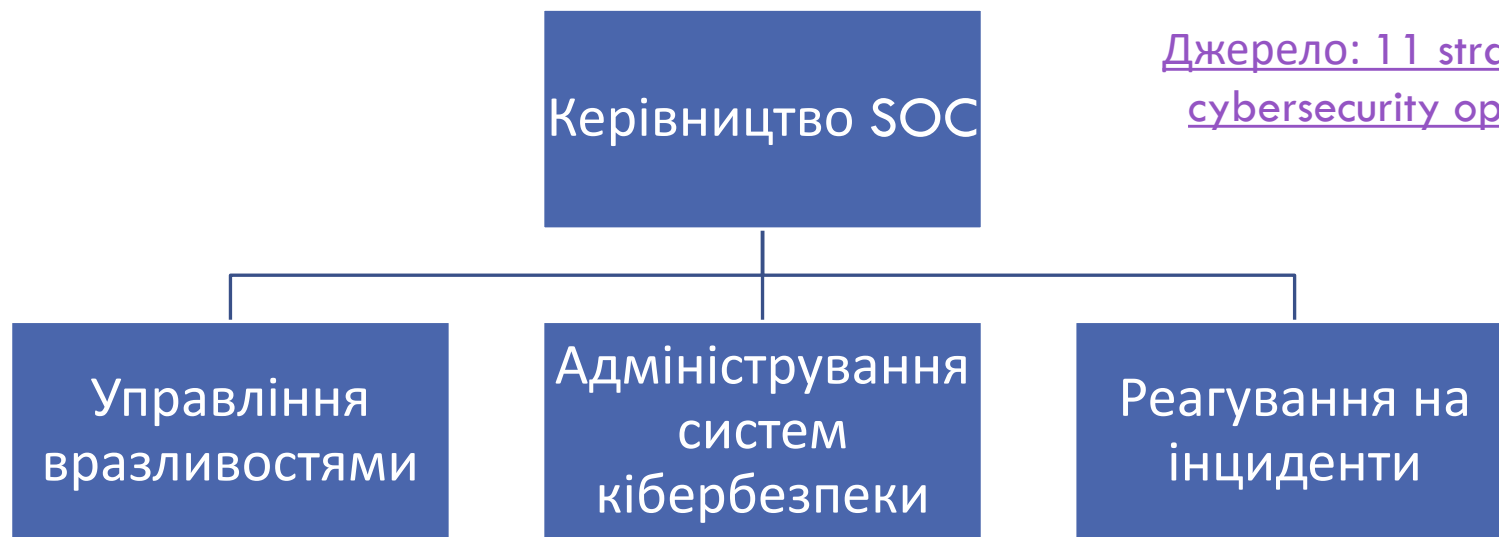 Джерело: 11
cybersecurity
Керівництво SOC
Управління
вразливостями
Адміністрування
систем
кібербезпеки
Реагування на
інциденти